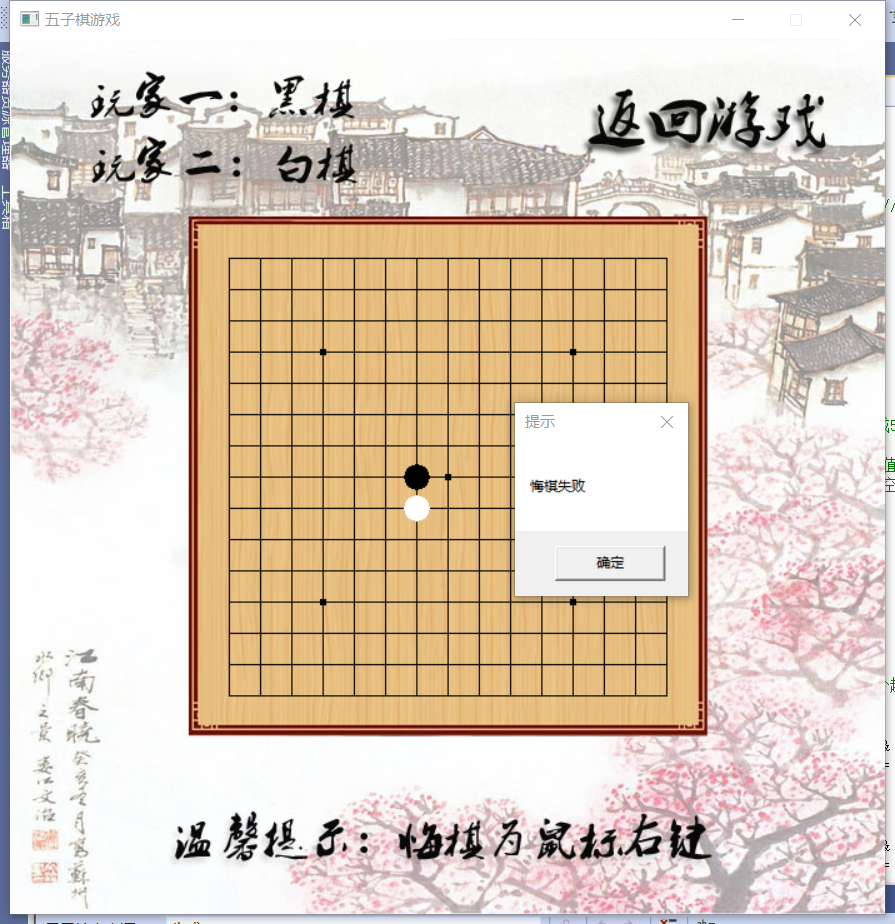 五子棋游戏
玩家一：黑棋
返回游戏
玩家二：白棋
提示
悔棋失败
确定
江南春晓
温馨提示：悔棋为鼠标右键